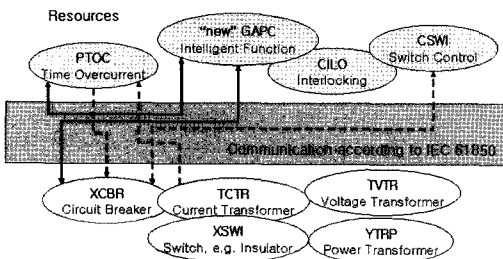 Resources
"new" GAPC
Intelligent Function
PTOC
Time Overcurrent
CSWI
Switch Control
CILO
Interlocking
Communication according to IEC 61850
XCBR
Circuit Breaker
TCTR
Current Transformer
TVTR
Voltage Transformer
XSWI
Switch, e.g. Insulator
YTRP
Power Transformer